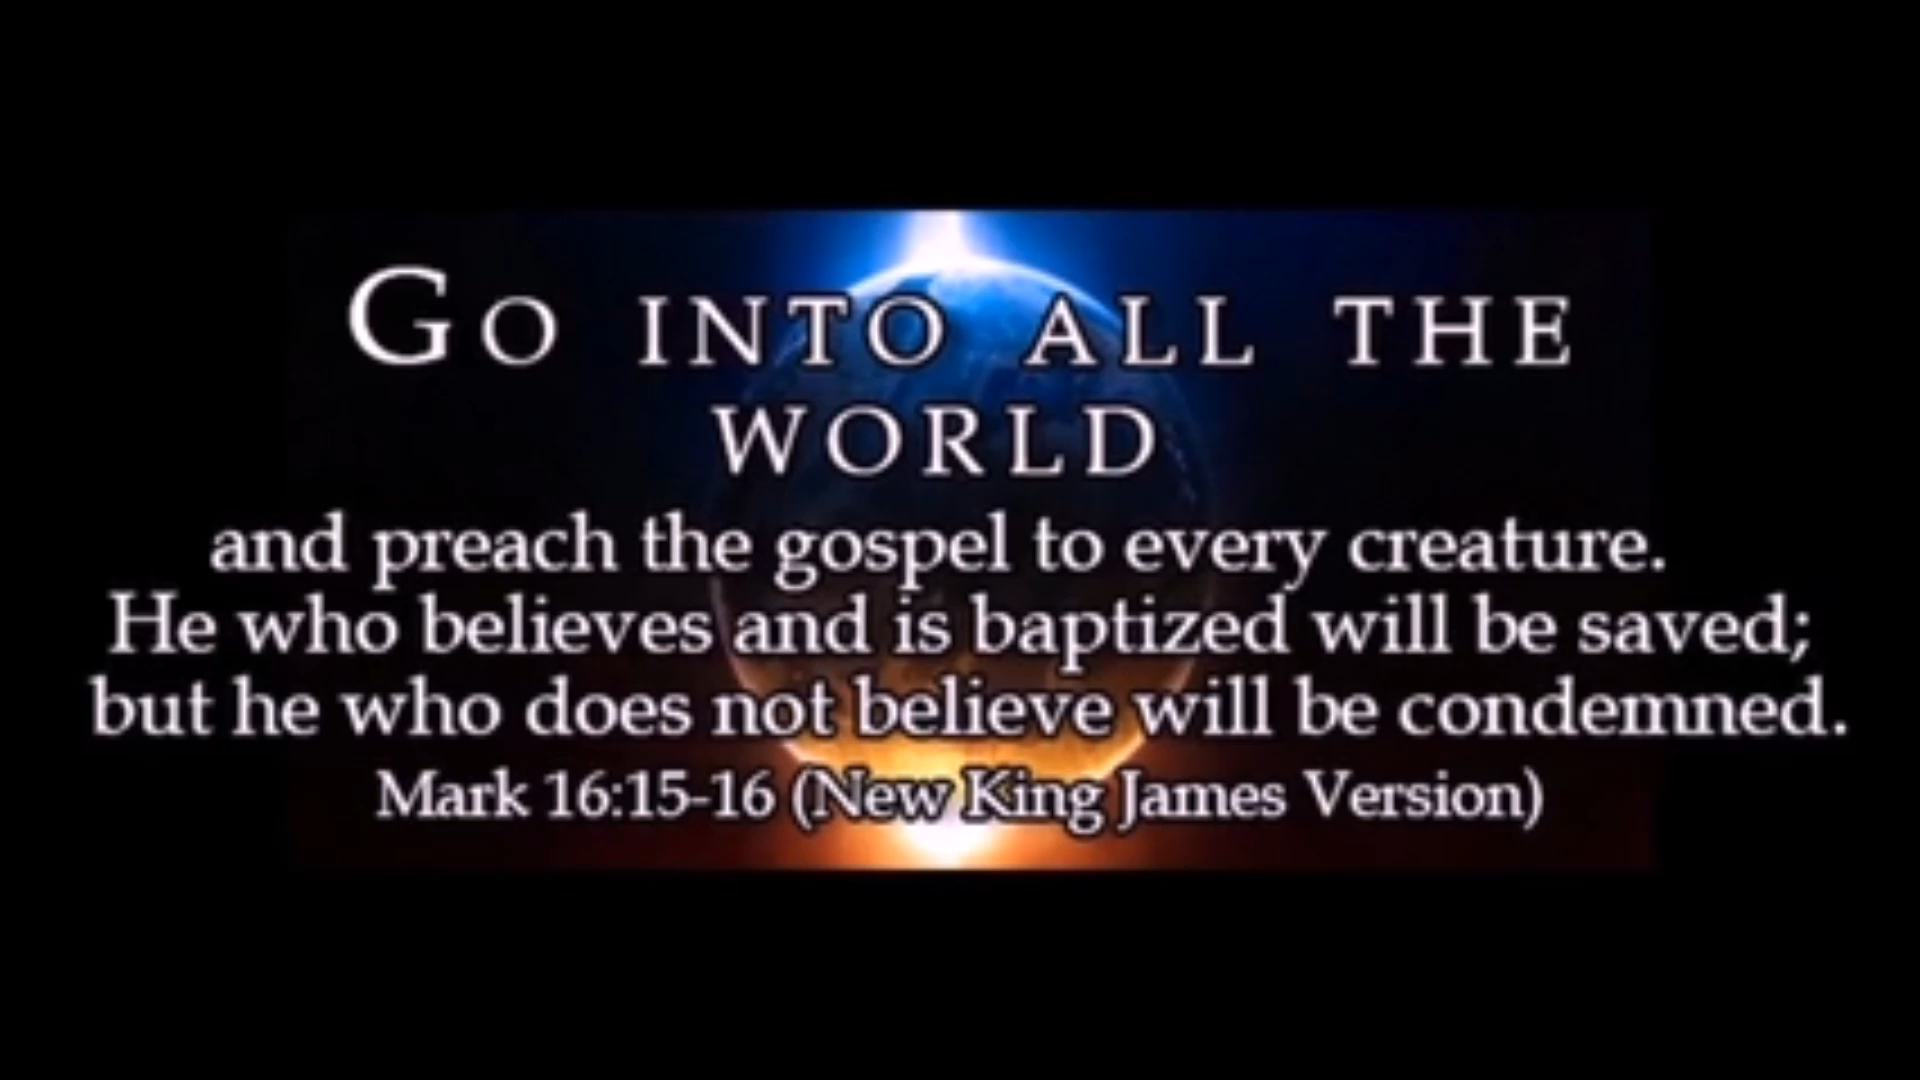 Go into all the
world
and preach the gospel to every creature.
He who believes and is baptized will be saved;
but he who does not believe will be condemned.
Mark 16:15-16 (New King James Version)